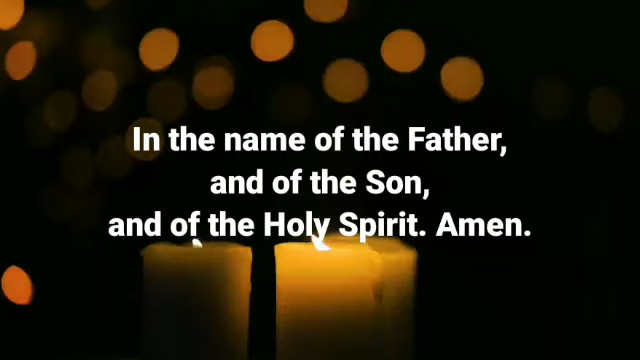 In the name of the Father,
and of the Son,
and of the Holy Spirit. Amen.